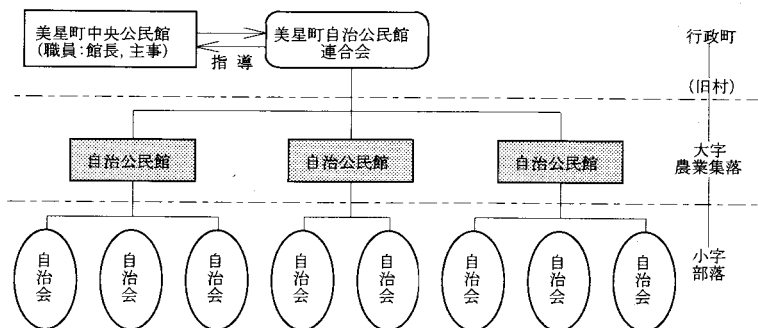 美星町中央公民館
(職員:館長,主事)
指導
美星町自治公民館
連合会
行政町
(旧村)
自治公民館
自治公民館
自治公民館
大字
農業集落
自治会
自治会
自治会
自治会
自治会
自治会
自治会
自治会
小字
部落